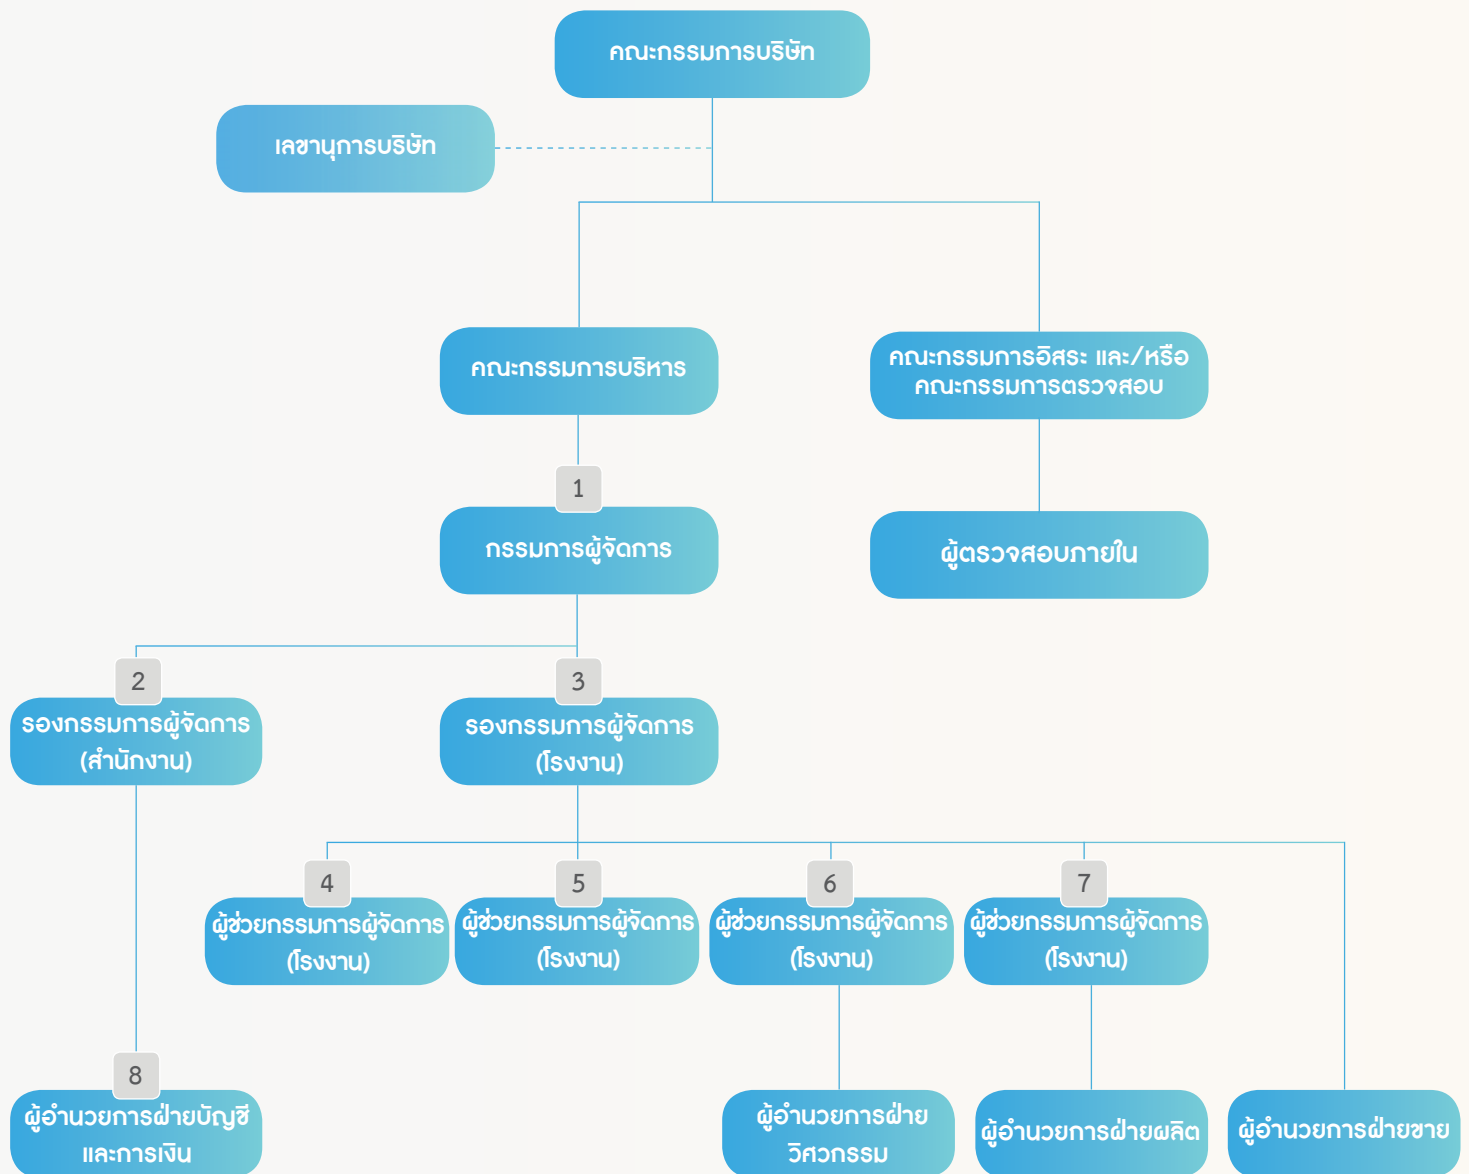 คณะกรรมการบริษัท
เลขานุการบริษัท
คณะกรรมการบริหาร
คณะกรรมการอิสระ และ/หรือ
คณะกรรมการตรวจสอบ
1
กรรมการผู้จัดการ
ผู้ตรวจสอบภายใน
2
รองกรรมการผู้จัดการ
(สำนักงาน)
3
รองกรรมการผู้จัดการ
(โรงงาน)
4
ผู้ช่วยกรรมการผู้จัดการ
(โรงงาน)
5
ผู้ช่วยกรรมการผู้จัดการ
(โรงงาน)
6
ผู้ช่วยกรรมการผู้จัดการ
(โรงงาน)
7
ผู้ช่วยกรรมการผู้จัดการ
(โรงงาน)
8
ผู้อำนวยการฝ่ายบัญชี
และการเงิน
ผู้อำนวยการฝ่าย
วิศวกรรม
ผู้อำนวยการฝ่ายผลิต
ผู้อำนวยการฝ่ายขาย